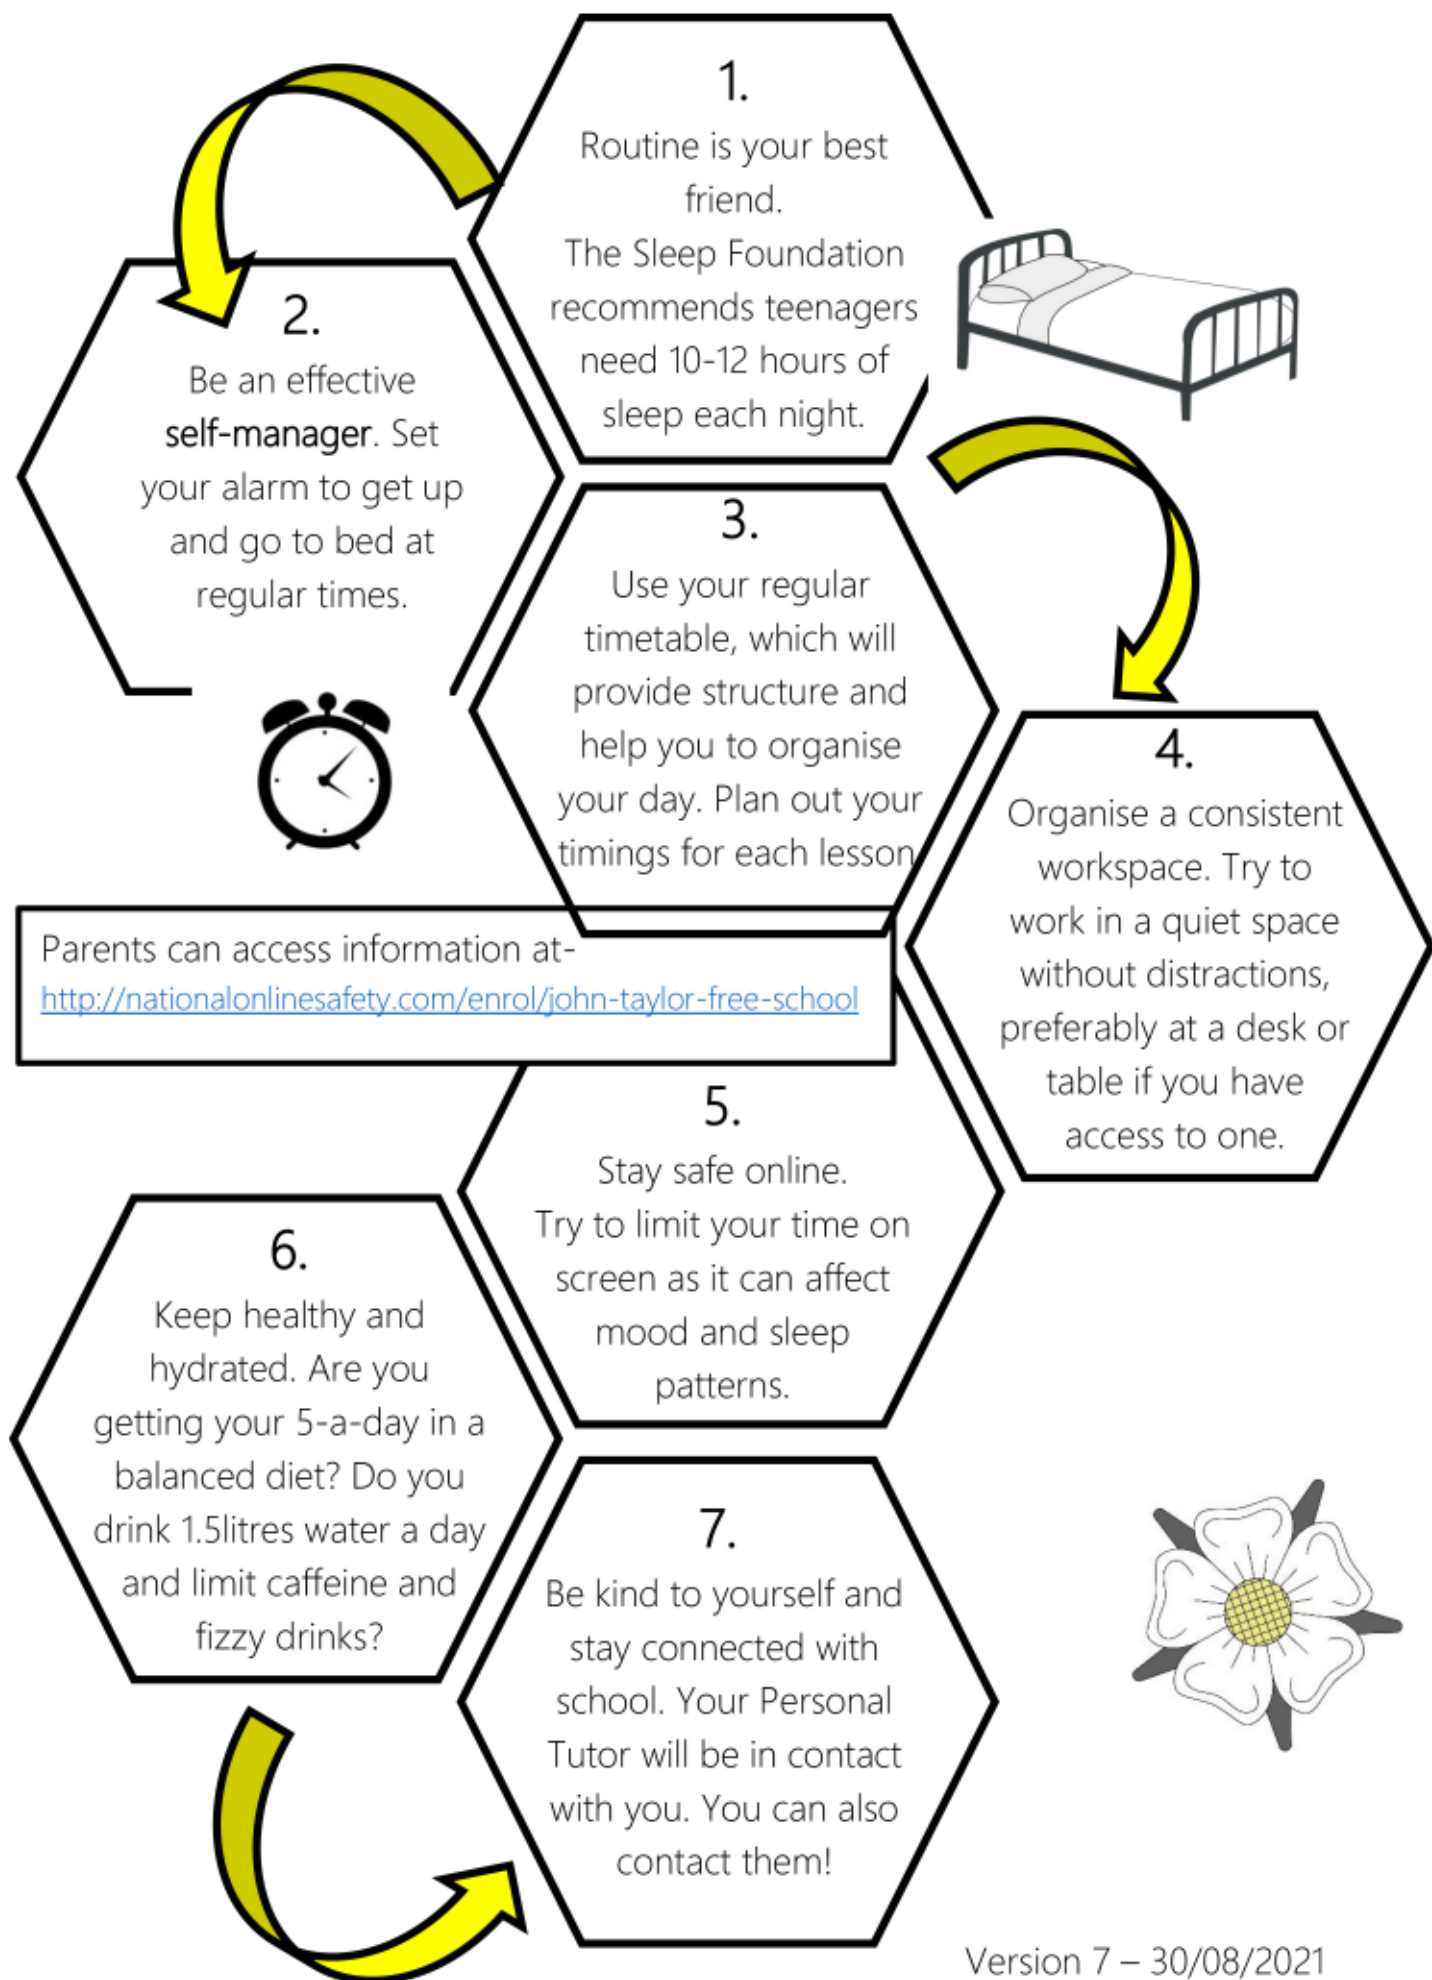 1.
Routine is your best
friend.
The Sleep Foundation
recommends teenagers
need 10-12 hours of
sleep each night.
2.
Be an effective
self-manager. Set
your alarm to get up
and go to bed at
regular times.
3.
Use your regular
timetable, which will
provide structure and
help you to organise
your day. Plan out your
timings for each lesson
4.
Organise a consistent
workspace. Try to
work in a quiet space
without distractions,
preferably at a desk or
table if you have
access to one.
Parents can access information at-
http://nationalonlinesafety.com/enrol/john-taylor-free-school
5.
Stay safe online.
Try to limit your time on
screen as it can affect
mood and sleep
patterns.
6.
Keep healthy and
hydrated. Are you
getting your 5-a-day in a
balanced diet? Do you
drink 1.5litres water a day
and limit caffeine and
fizzy drinks?
7.
Be kind to yourself and
stay connected with
school. Your Personal
Tutor will be in contact
with you. You can also
contact them!
Version 7 – 30/08/2021